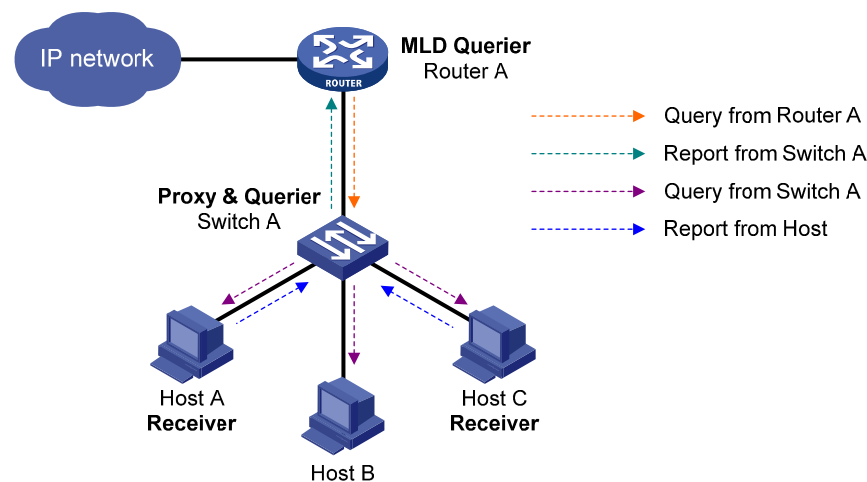 IP network
ROUTER
MLD Querier
Router A
Query from Router A
Report from Switch A
Query from Switch A
Report from Host
Proxy & Querier
Switch A
Host A
Receiver
Host C
Receiver
Host B